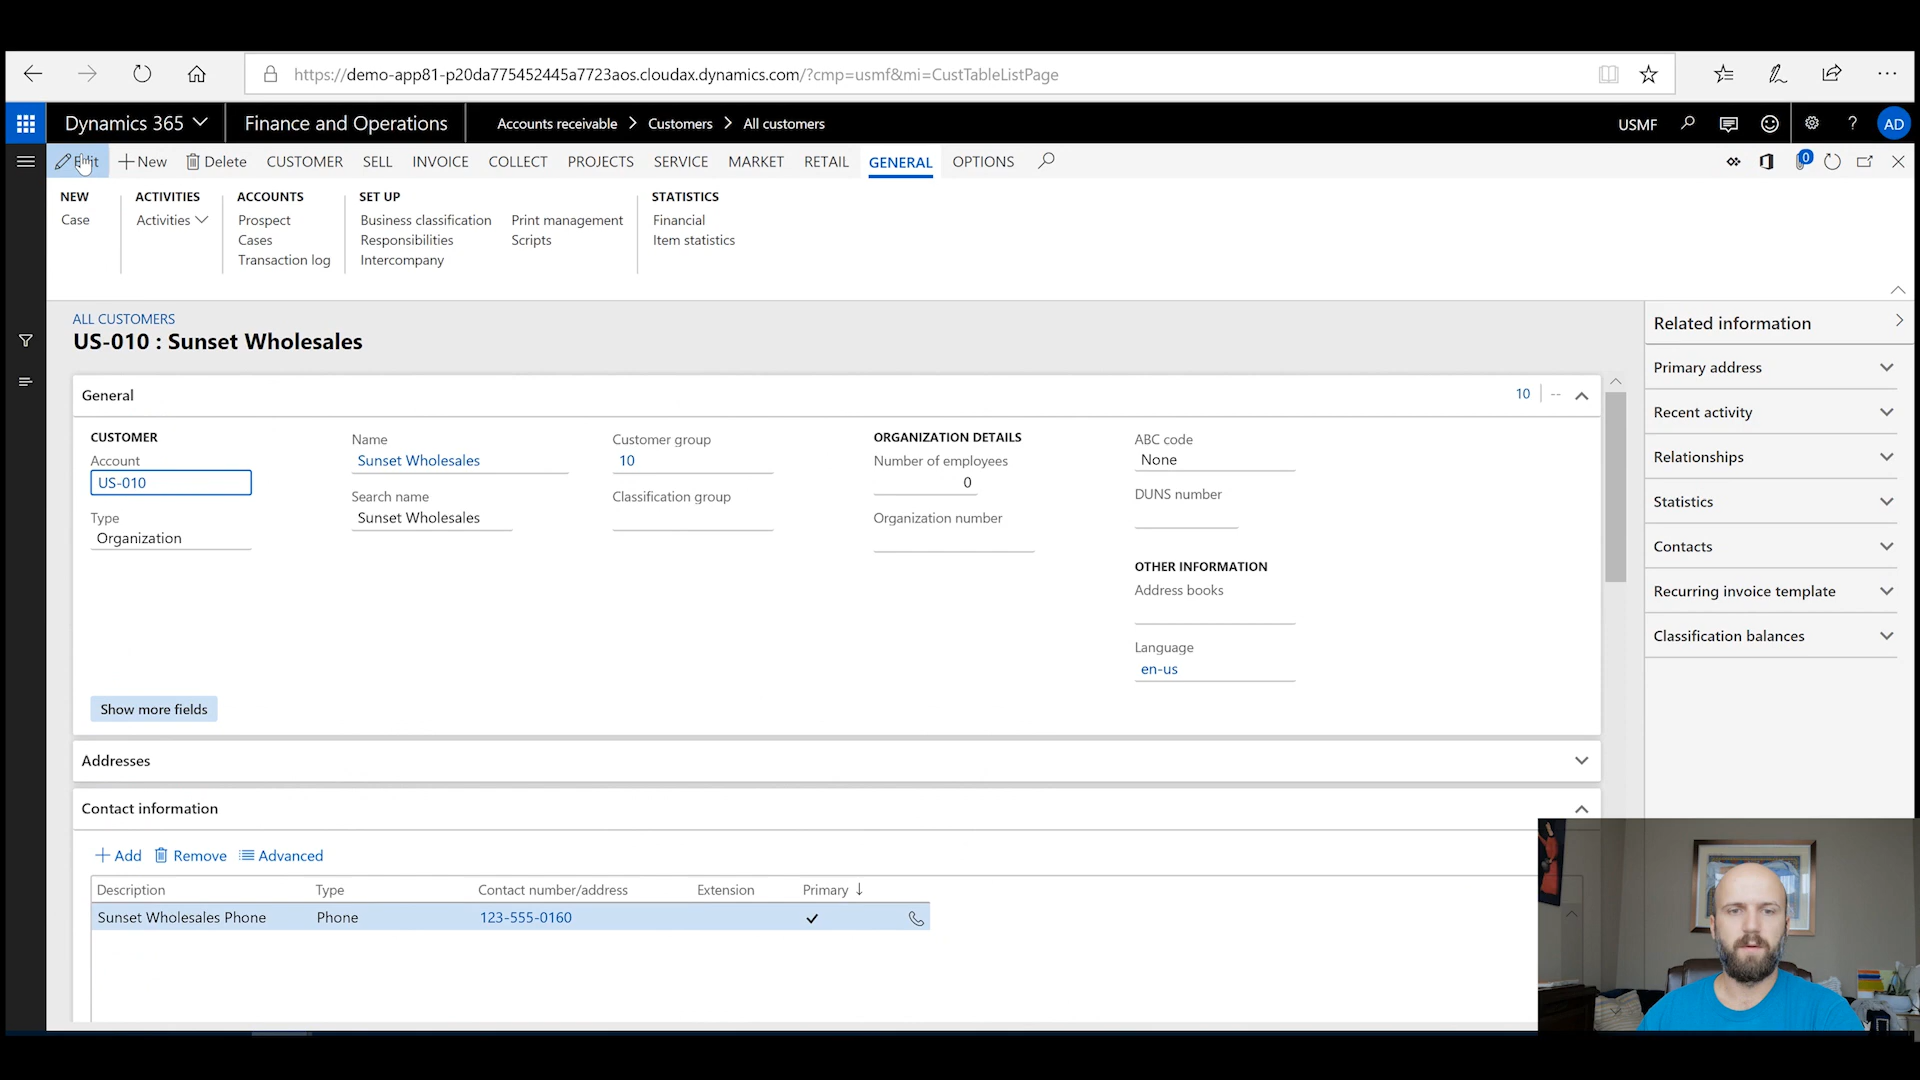 https://demo-app81-p20da775452445a7723aos.cloudax.dynamics.com/?cmp=usmf&mi=CustTableListPage
Dynamics 365
Finance and Operations
Accounts receivable > Customers > All customers
USMF
?
AD
Edit
+ New
Delete
CUSTOMER
SELL
INVOICE
COLLECT
PROJECTS
SERVICE
MARKET
RETAIL
GENERAL
OPTIONS
0
NEW
Case
ACTIVITIES
Activities
ACCOUNTS
Prospect
Cases
Transaction log
SET UP
Business classification
Responsibilities
Intercompany
Print management
Scripts
STATISTICS
Financial
Item statistics
ALL CUSTOMERS
US-010 : Sunset Wholesales
General
10 | --
CUSTOMER
Account
US-010
Type
Organization
Name
Sunset Wholesales
Search name
Sunset Wholesales
Customer group
10
Classification group
ORGANIZATION DETAILS
Number of employees
0
Organization number
ABC code
None
DUNS number
OTHER INFORMATION
Address books
Language
en-us
Show more fields
Addresses
Contact information
+ Add
Remove
Advanced
Description
Type
Contact number/address
Extension
Primary ↓
Sunset Wholesales Phone
Phone
123-555-0160
Related information
Primary address
Recent activity
Relationships
Statistics
Contacts
Recurring invoice template
Classification balances